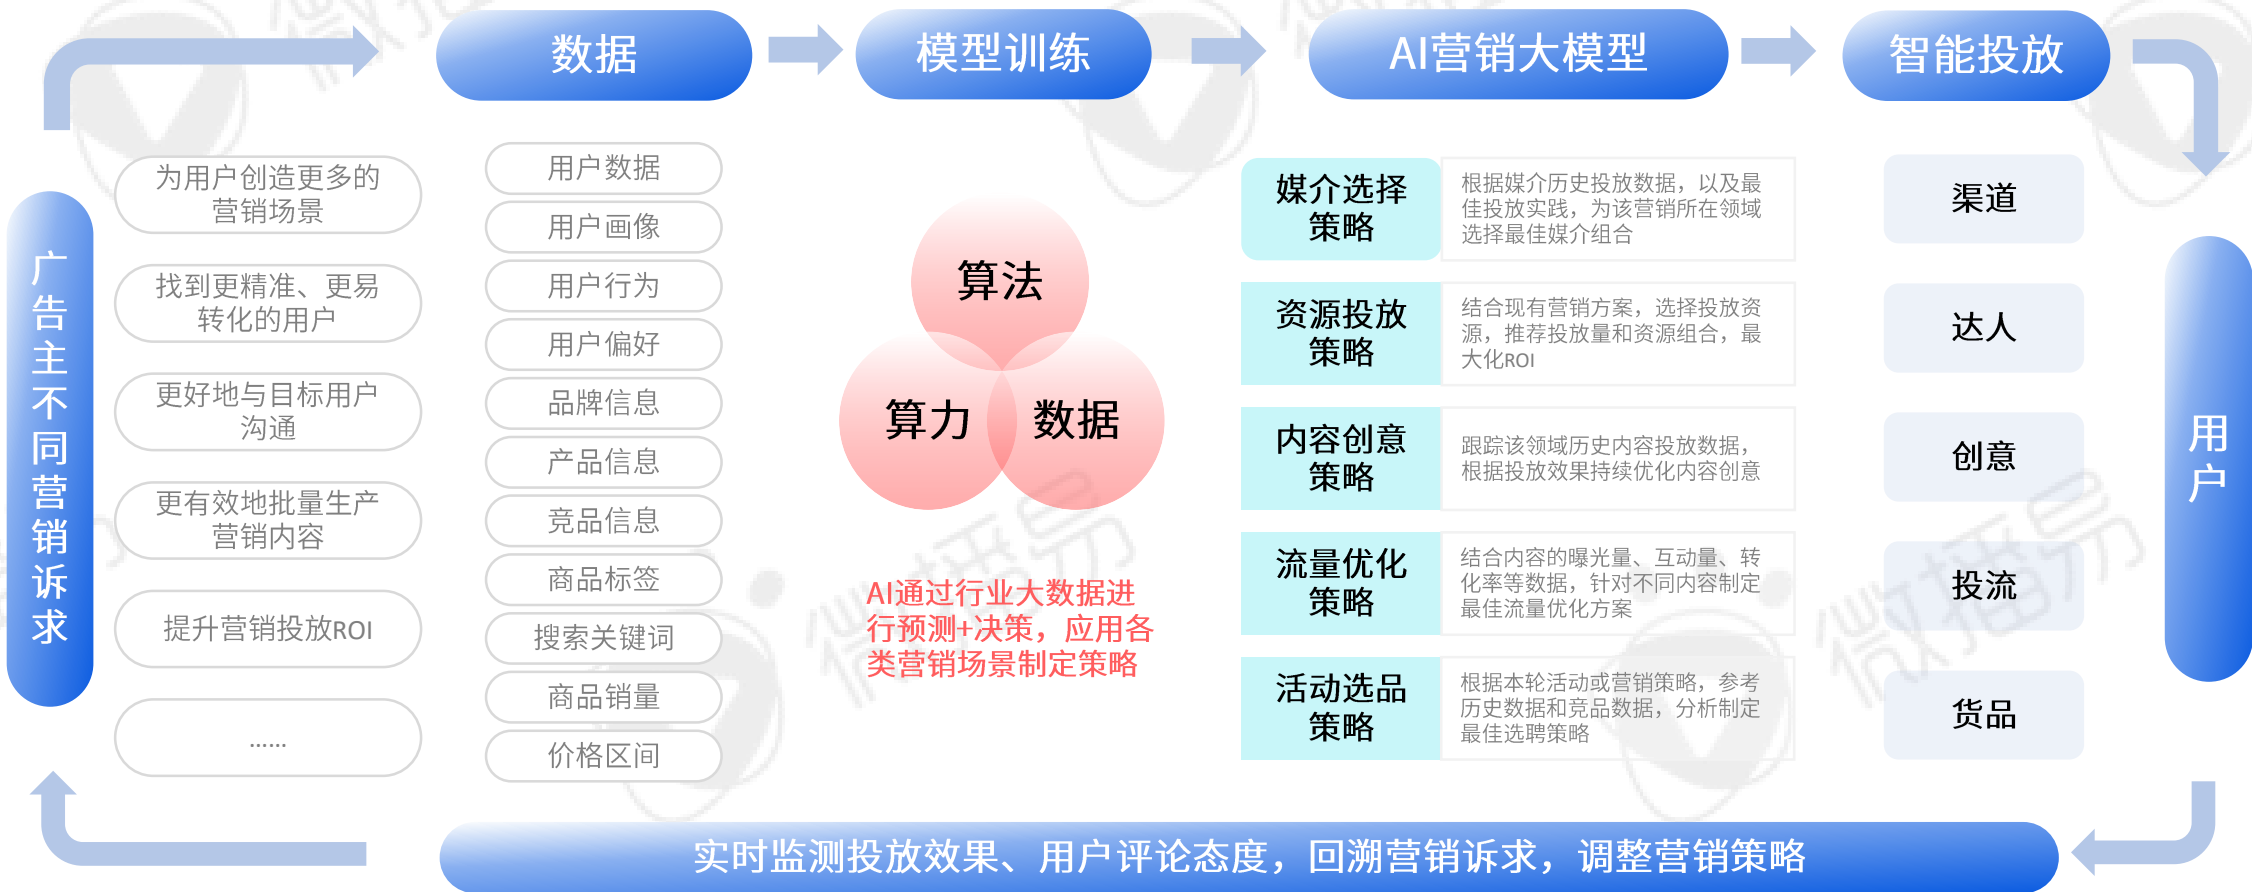 数据
模型训练
AI营销大模型
智能投放
广告主不同营销诉求
为用户创造更多的
营销场景
找到更精准、更易
转化的用户
更好地与目标用户
沟通
更有效地批量生产
营销内容
提升营销投放ROI
......
用户数据
用户画像
用户行为
用户偏好
品牌信息
产品信息
竞品信息
商品标签
搜索关键词
商品销量
价格区间
算法
算力
数据
AI通过行业大数据进
行预测+决策，应用各
类营销场景制定策略
媒介选择
策略
根据媒介历史投放数据，以及最
佳投放实践，为该营销所在领域
选择最佳媒介组合
资源投放
策略
结合现有营销方案，选择投放资
源，推荐投放量和资源组合，最
大化ROI
内容创意
策略
跟踪该领域历史内容投放数据，
根据投放效果持续优化内容创意
流量优化
策略
结合内容的曝光量、互动量、转
化率等数据，针对不同内容制定
最佳流量优化方案
活动选品
策略
根据本轮活动或营销策略，参考
历史数据和竞品数据，分析制定
最佳选聘策略
渠道
达人
创意
投流
货品
用户
实时监测投放效果、用户评论态度，回溯营销诉求，调整营销策略
微播易
微播易